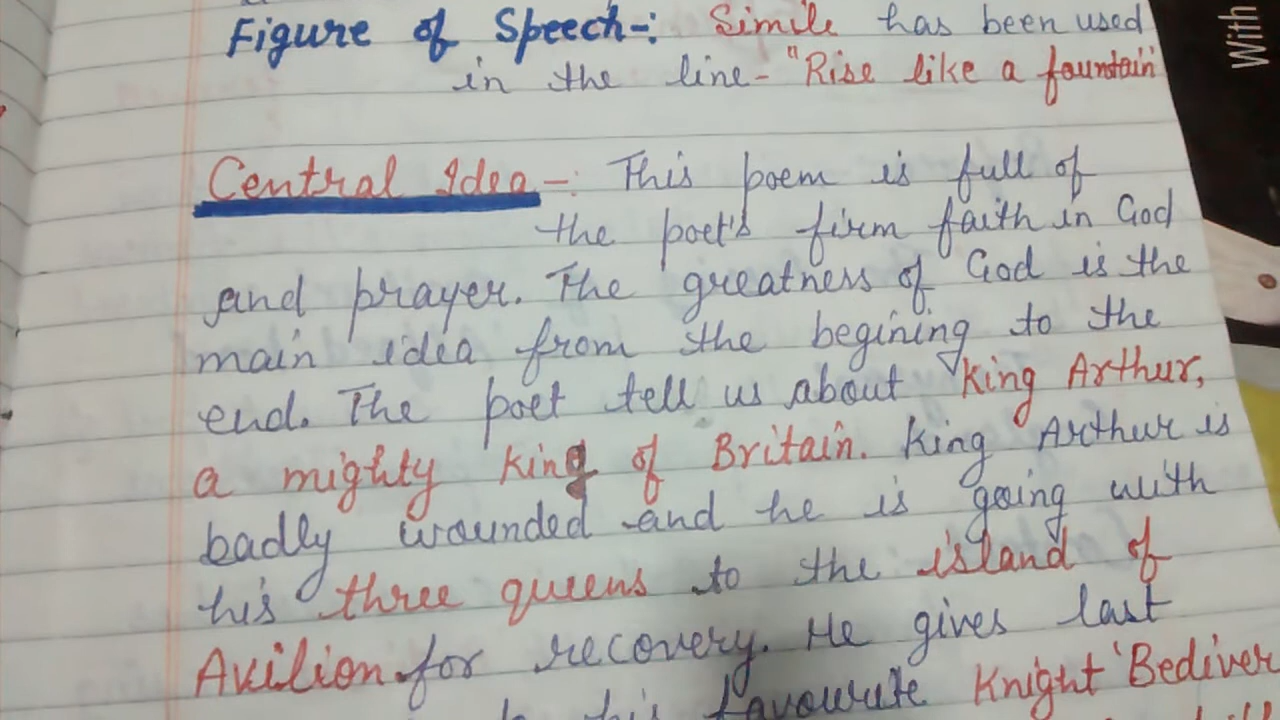 Figure of Speech-: Simile has been used
in the line- "Rise like a fountain"
Central Idea -: This poem is full of
the poet's firm faith in God
and prayer. The greatness of God is the
main idea from the begining to the
end. The poet tell us about King Arthur,
a mighty King of Britain. King Arthur is
badly wounded and he is going with
his three queens to the island of
Avilion for recovery. He gives last
to his favourite Knight 'Bediver
With